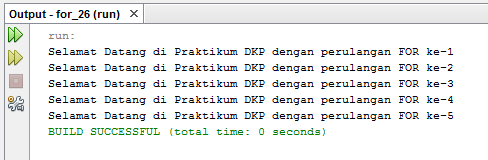 Output - for_26 (run)
run:
Selamat Datang di Praktikum DKP dengan perulangan FOR ke-1
Selamat Datang di Praktikum DKP dengan perulangan FOR ke-2
Selamat Datang di Praktikum DKP dengan perulangan FOR ke-3
Selamat Datang di Praktikum DKP dengan perulangan FOR ke-4
Selamat Datang di Praktikum DKP dengan perulangan FOR ke-5
BUILD SUCCESSFUL (total time: 0 seconds)